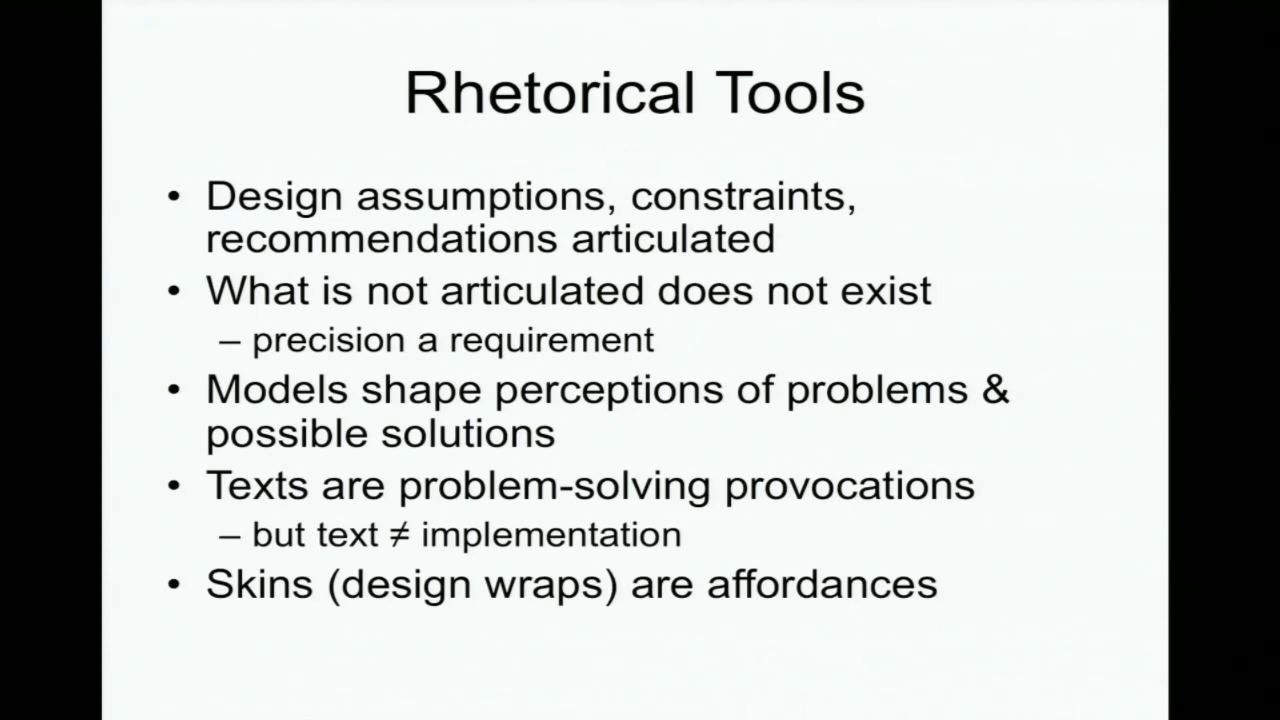 Rhetorical Tools
• Design assumptions, constraints,
recommendations articulated
• What is not articulated does not exist
– precision a requirement
• Models shape perceptions of problems &
possible solutions
• Texts are problem-solving provocations
– but text ≠ implementation
• Skins (design wraps) are affordances